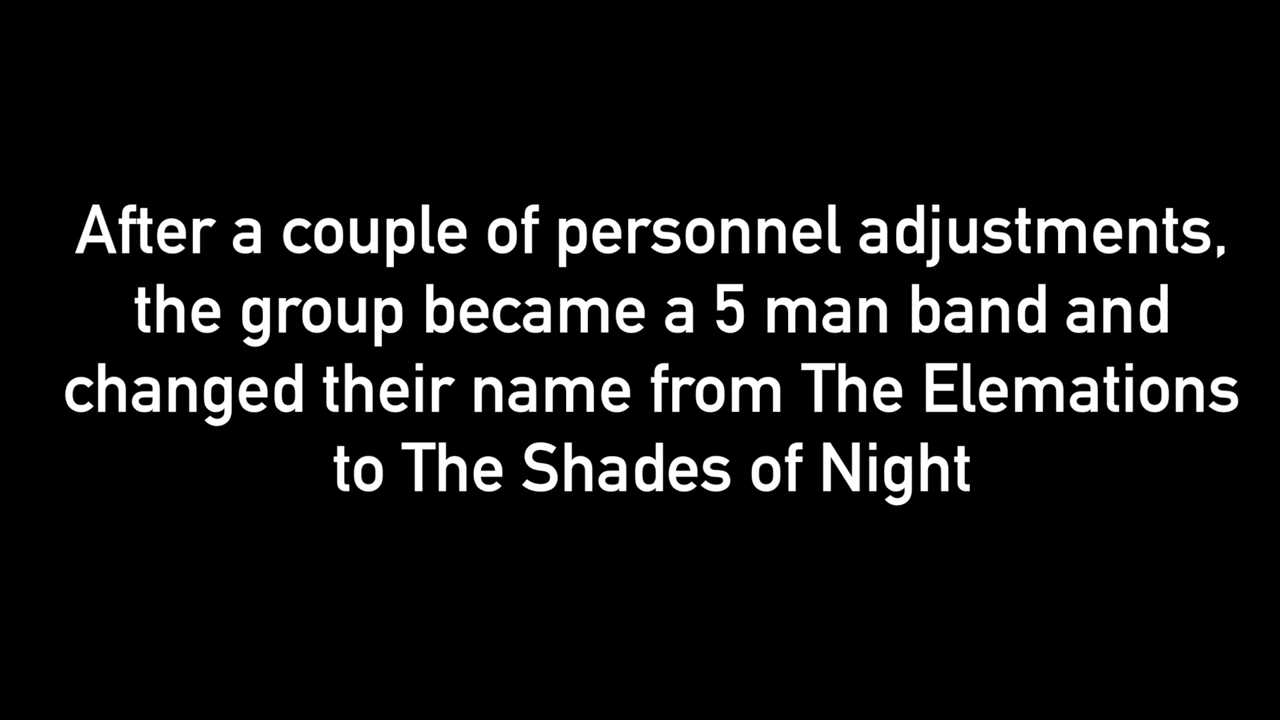 After a couple of personnel adjustments,
the group became a 5 man band and
changed their name from The Elemations
to The Shades of Night